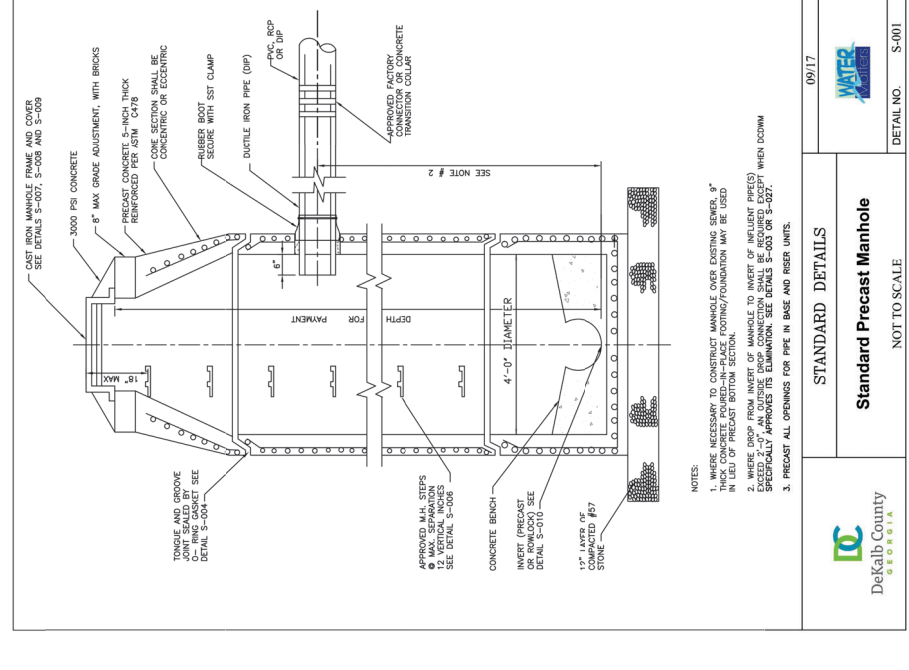 CAST IRON MANHOLE FRAME AND COVER
SEE DETAILS S-007, S-008 AND S-009
3000 PSI CONCRETE
8" MAX GRADE ADJUSTMENT, WITH BRICKS
PRECAST CONCRETE 5-INCH THICK
REINFORCED PER ASTM C478
CONE SECTION SHALL BE
CONCENTRIC OR ECCENTRIC
RUBBER BOOT
SECURE WITH SST CLAMP
DUCTILE IRON PIPE (DIP)
PVC, RCP
OR DIP
APPROVED FACTORY
CONNECTOR OR CONCRETE
TRANSITION COLLAR
SEE NOTE # 2
6"
DEPTH FOR PAYMENT
18" MAX
4'-0" DIAMETER
TONGUE AND GROOVE
JOINT SEALED BY
O- RING GASKET SEE
DETAIL S-004
APPROVED M.H. STEPS
@ MAX. SEPARATION
12 VERTICAL INCHES
SEE DETAIL S-006
CONCRETE BENCH
INVERT (PRECAST
OR ROWLOCK) SEE
DETAIL S-010
12" LAYER OF
COMPACTED #57
STONE
NOTES:
1. WHERE NECESSARY TO CONSTRUCT MANHOLE OVER EXISTING SEWER, 9"
THICK CONCRETE POURED-IN-PLACE FOOTING/FOUNDATION MAY BE USED
IN LIEU OF PRECAST BOTTOM SECTION.
2. WHERE DROP FROM INVERT OF MANHOLE TO INVERT OF INFLUENT PIPE(S)
EXCEED 2'-0", AN OUTSIDE DROP CONNECTION SHALL BE REQUIRED EXCEPT WHEN DCDWM
SPECIFICALLY APPROVES ITS ELIMINATION. SEE DETAILS S-003 OR S-027.
3. PRECAST ALL OPENINGS FOR PIPE IN BASE AND RISER UNITS.
DC
DeKalb County
GEORGIA
STANDARD DETAILS
Standard Precast Manhole
NOT TO SCALE
09/17
WATER
Matters
DETAIL NO. S-001